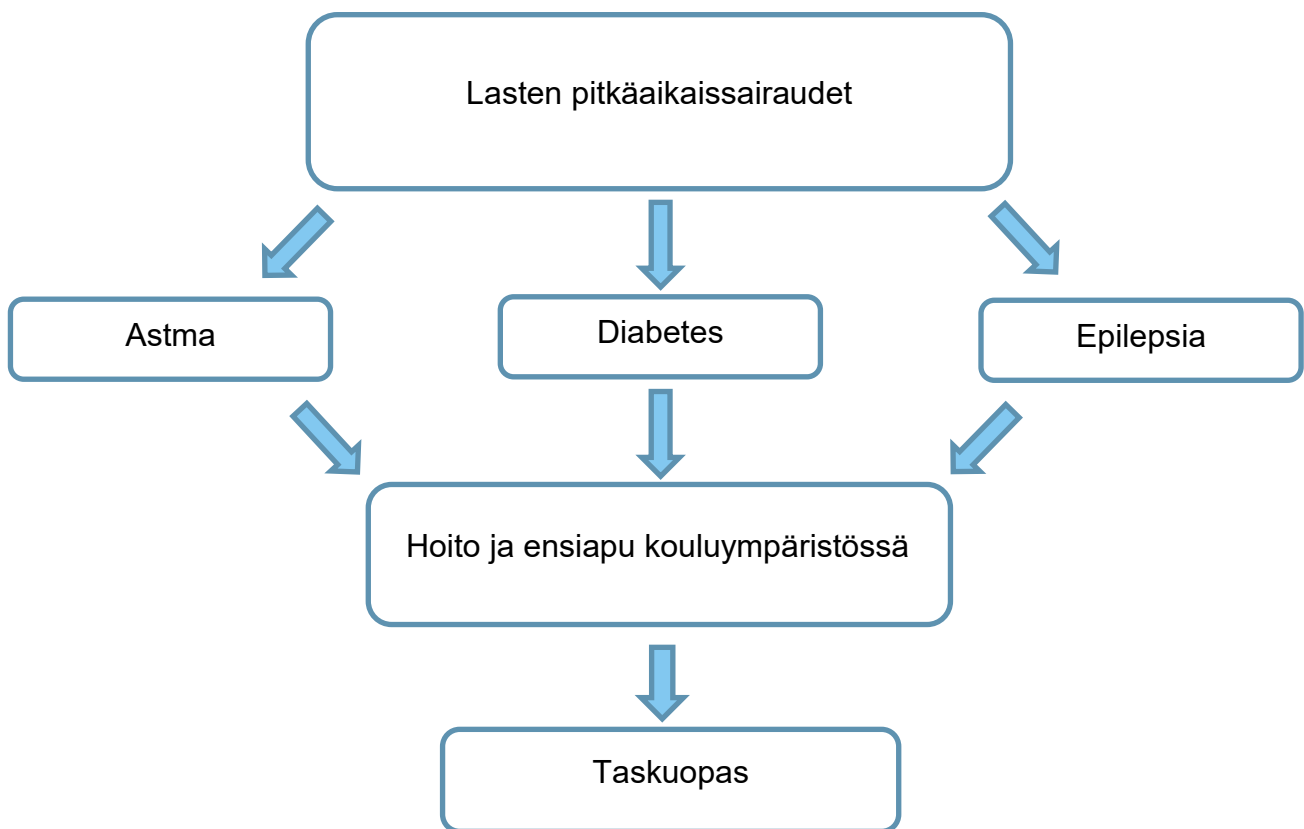 Lasten pitkäaikaissairaudet
Astma
Diabetes
Epilepsia
Hoito ja ensiapu kouluympäristössä
Taskuopas